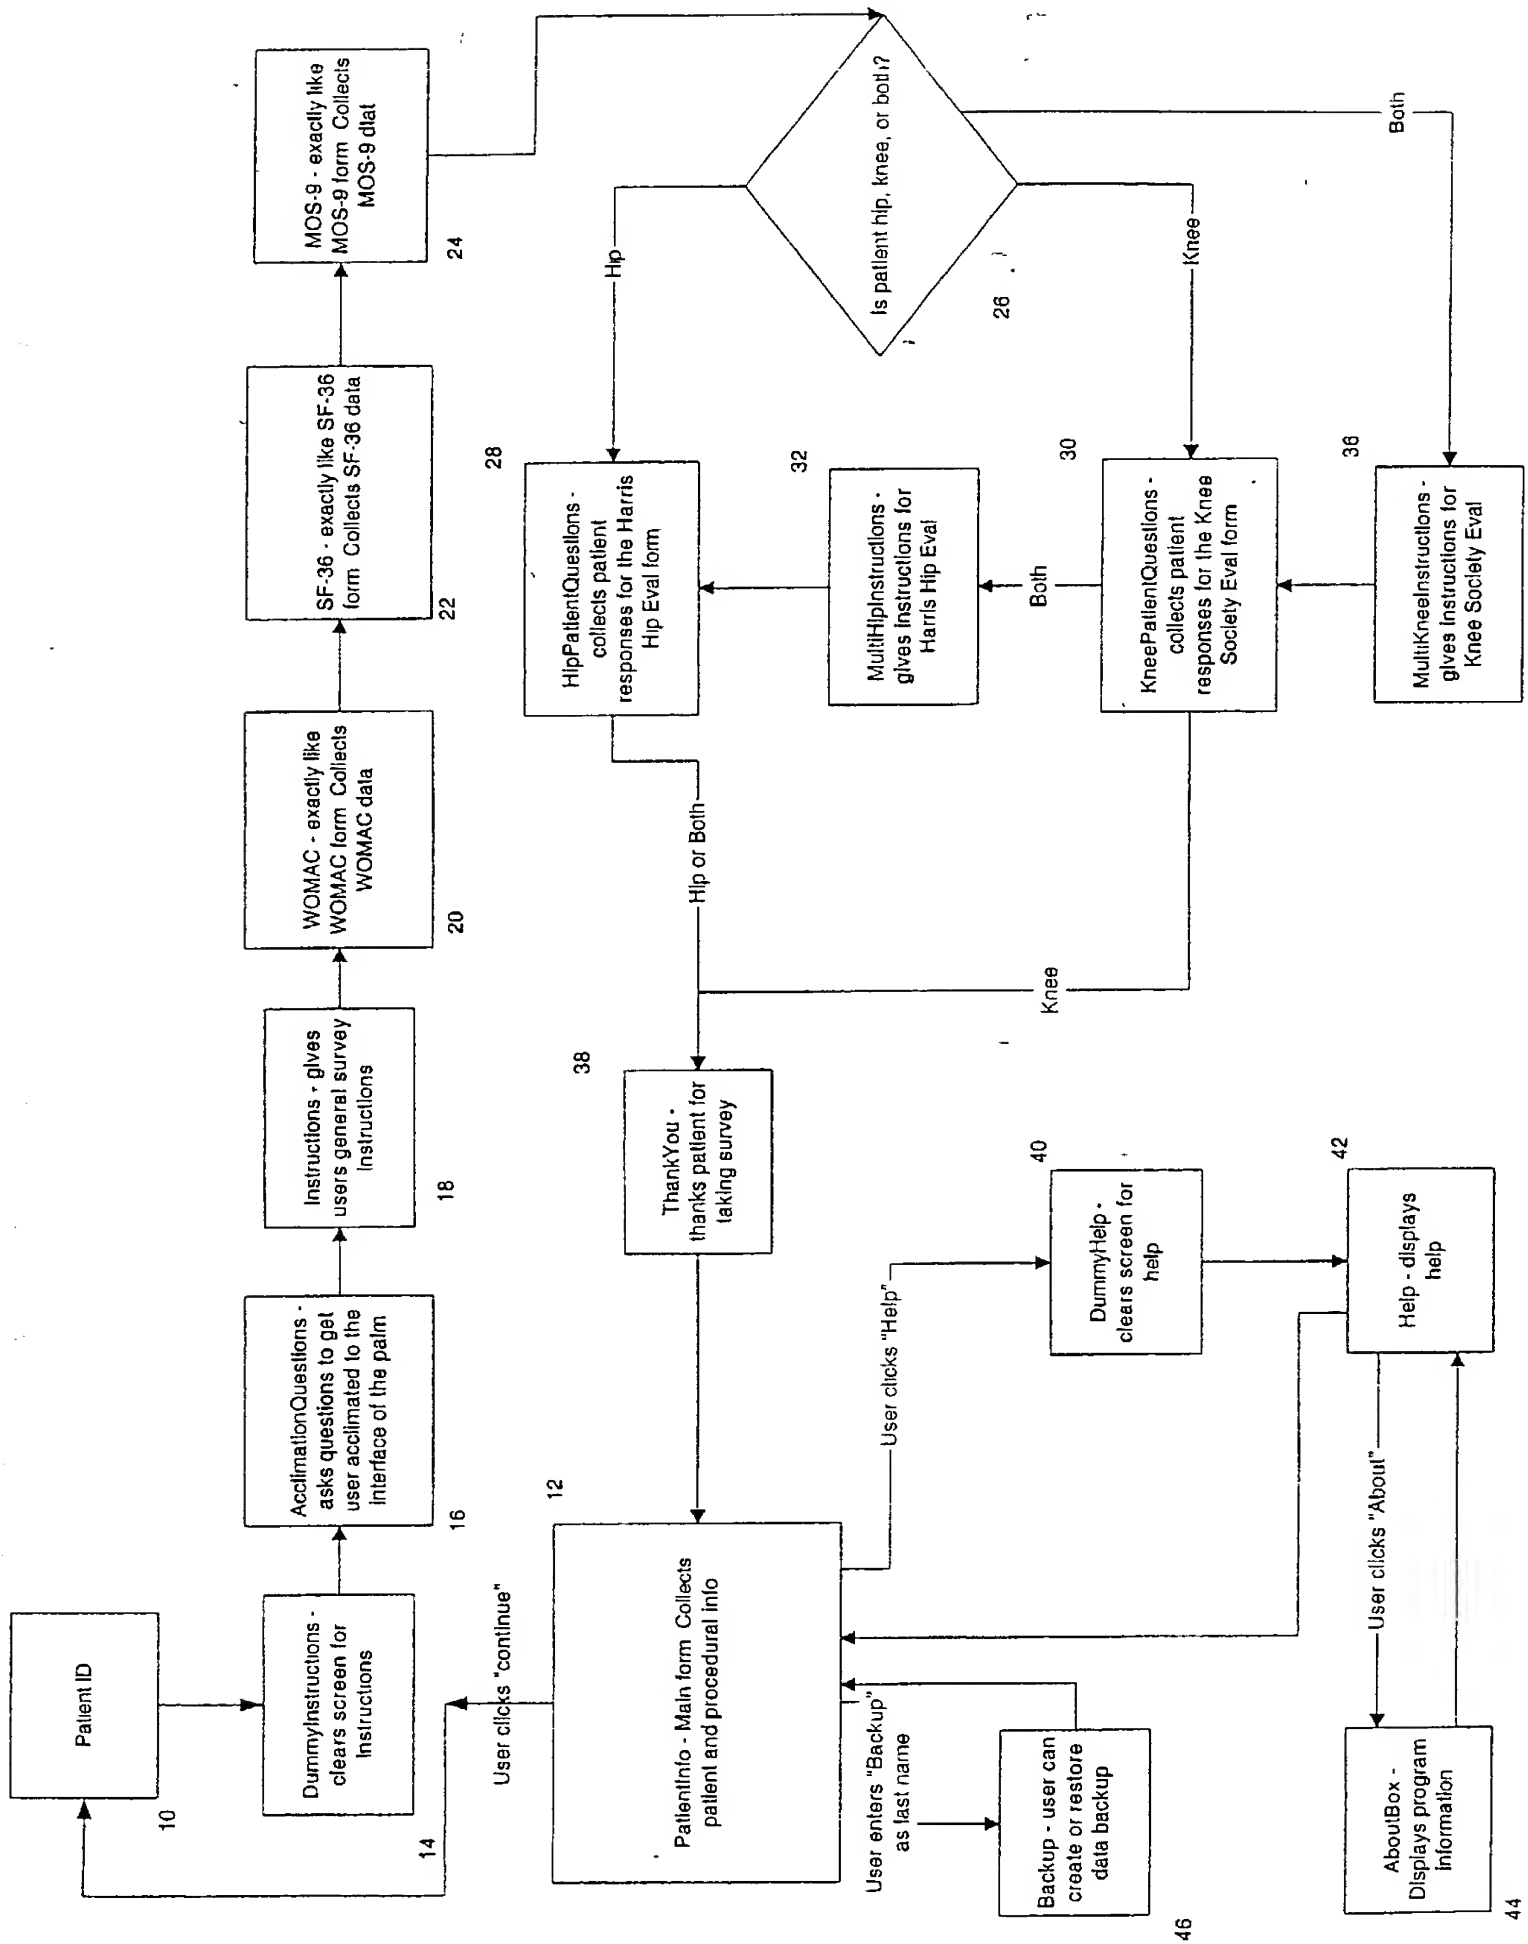 Patient ID
10
DummyInstructions -
clears screen for
Instructions
14
AcclimationQuestions -
asks questions to get
user acclimated to the
interface of the palm
16
Instructions - gives
users general survey
Instructions
18
WOMAC - exactly like
WOMAC form Collects
WOMAC data
20
SF-36 - exactly like SF-36
form Collects SF-36 data
22
MOS-9 - exactly like
MOS-9 form Collects
MOS-9 dtat
24
User clicks "continue"
12
PatientInfo - Main form Collects
patient and procedural info
38
ThankYou -
thanks patient for
taking survey
Hip or Both
Knee
28
HipPatientQuestions -
collects patient
responses for the Harris
Hip Eval form
Hip
32
MultiHipInstructions -
gives Instructions for
Harris Hip Eval
Both
30
KneePatientQuestions -
collects patient
responses for the Knee
Society Eval form
Knee
Is patient hip, knee, or both?
26
Both
36
MultiKneeInstructions -
gives Instructions for
Knee Society Eval
User clicks "Help"
40
DummyHelp -
clears screen for
help
42
Help - displays
help
User enters "Backup"
as last name
Backup - user can
create or restore
data backup
46
User clicks "About"
AboutBox -
Displays program
information
44